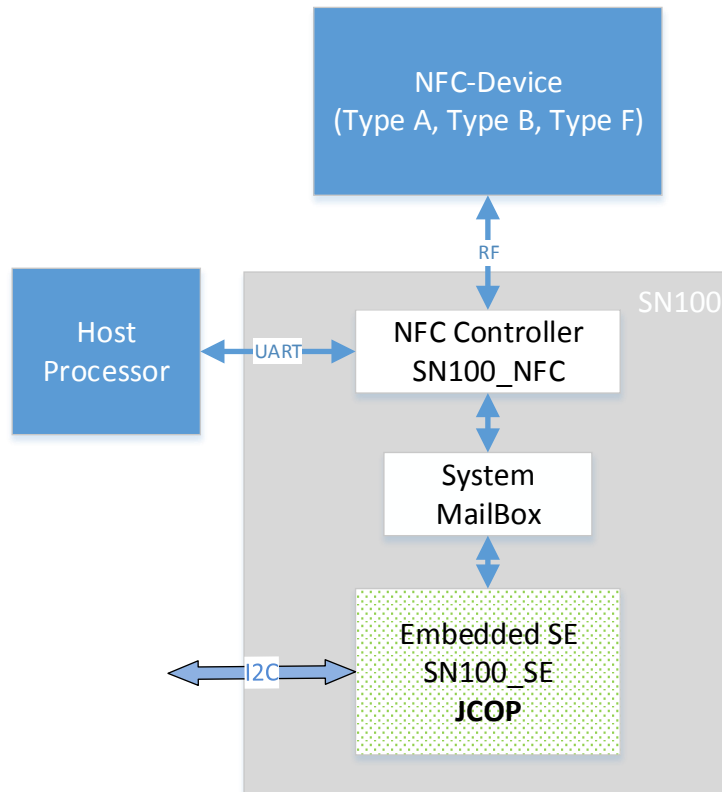 NFC-Device
(Type A, Type B, Type F)
RF
SN100
Host
Processor
UART
NFC Controller
SN100_NFC
System
MailBox
Embedded SE
SN100_SE
JCOP
I2C